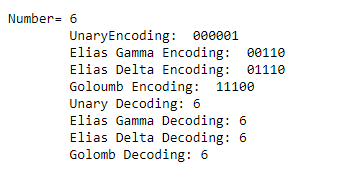 Number= 6
UnaryEncoding:  000001
Elias Gamma Encoding:  00110
Elias Delta Encoding:  01110
Goloumb Encoding:  11100
Unary Decoding: 6
Elias Gamma Decoding: 6
Elias Delta Decoding: 6
Golomb Decoding: 6